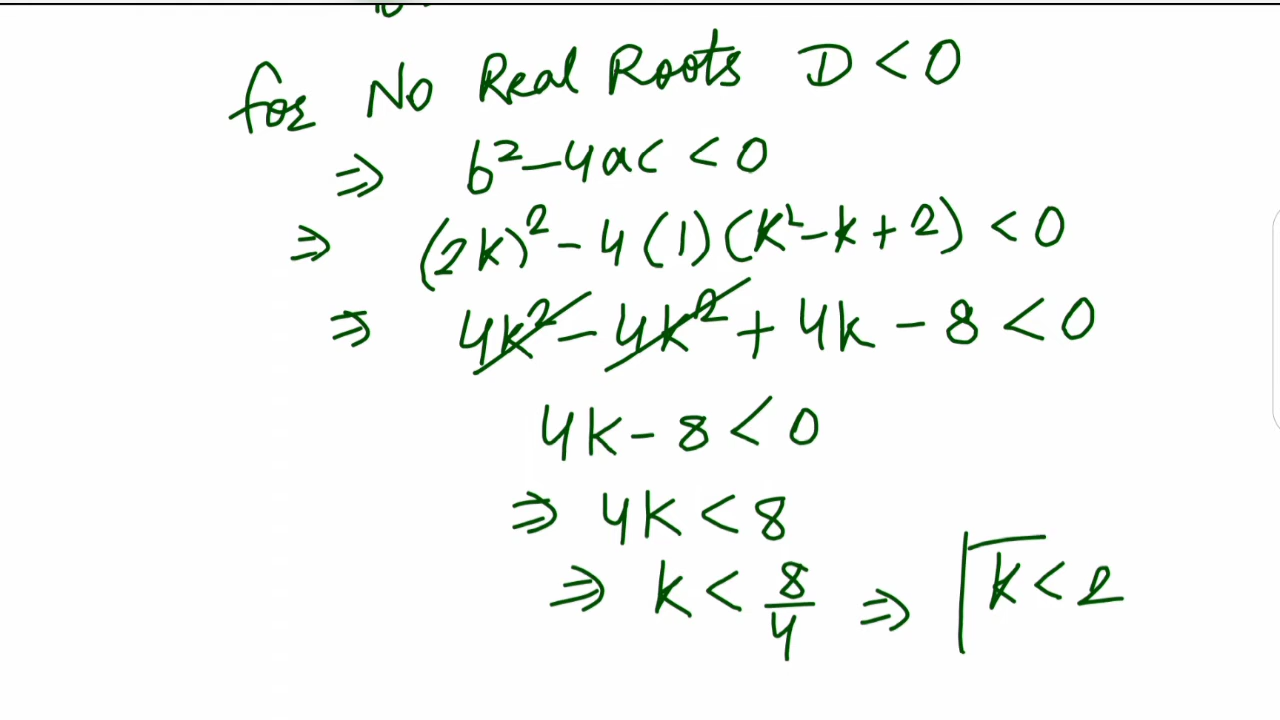 for No Real Roots D < 0
⇒ b² - 4ac < 0
⇒ (2k)² - 4(1)(k² - k + 2) < 0
⇒ 4k² - 4k² + 4k - 8 < 0
4k - 8 < 0
⇒ 4k < 8
⇒ k < 8/4 ⇒ k < 2